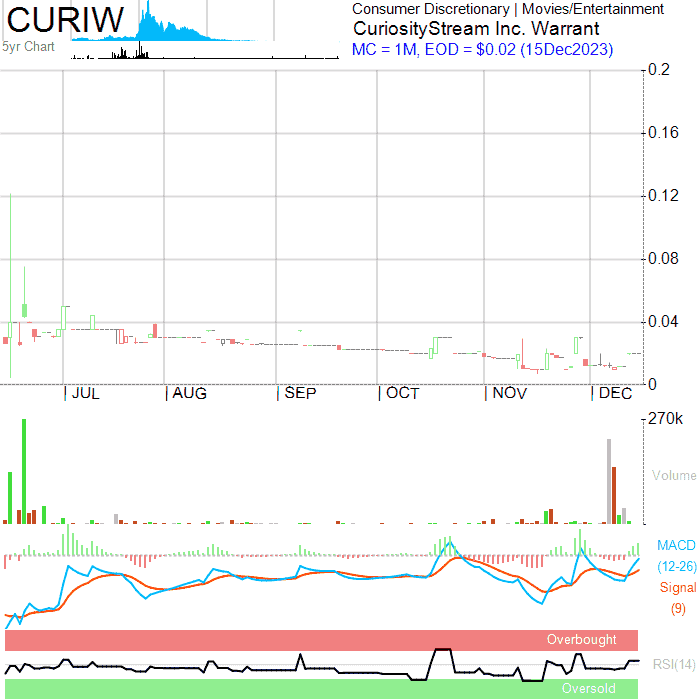 CURIW
Consumer Discretionary | Movies/Entertainment
CuriosityStream Inc. Warrant
5yr Chart
MC = 1M, EOD = $0.02 (15Dec2023)
0.2
0.16
0.12
0.08
0.04
0
JUL AUG SEP OCT NOV DEC
270k
Volume
MACD
(12-26)
Signal
(9)
Overbought
RSI(14)
Oversold